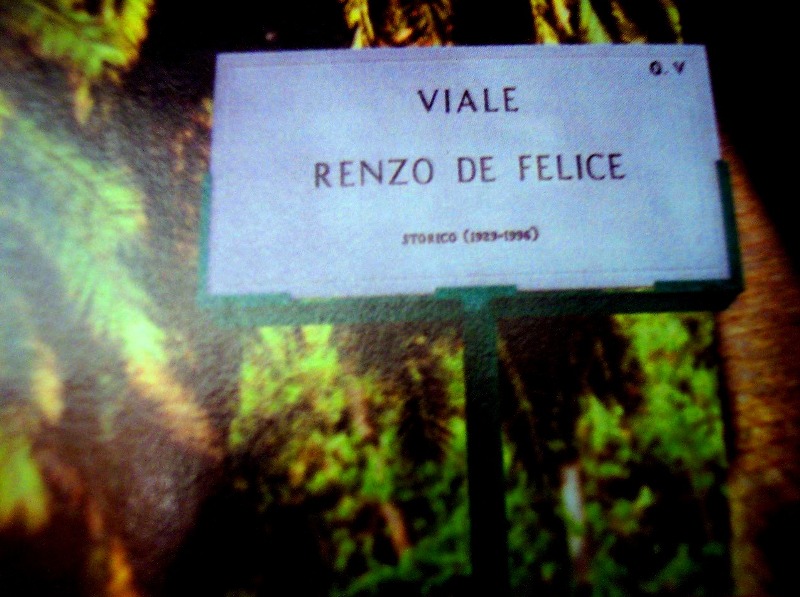 Q. V
VIALE
RENZO DE FELICE
STORICO (1929-1996)